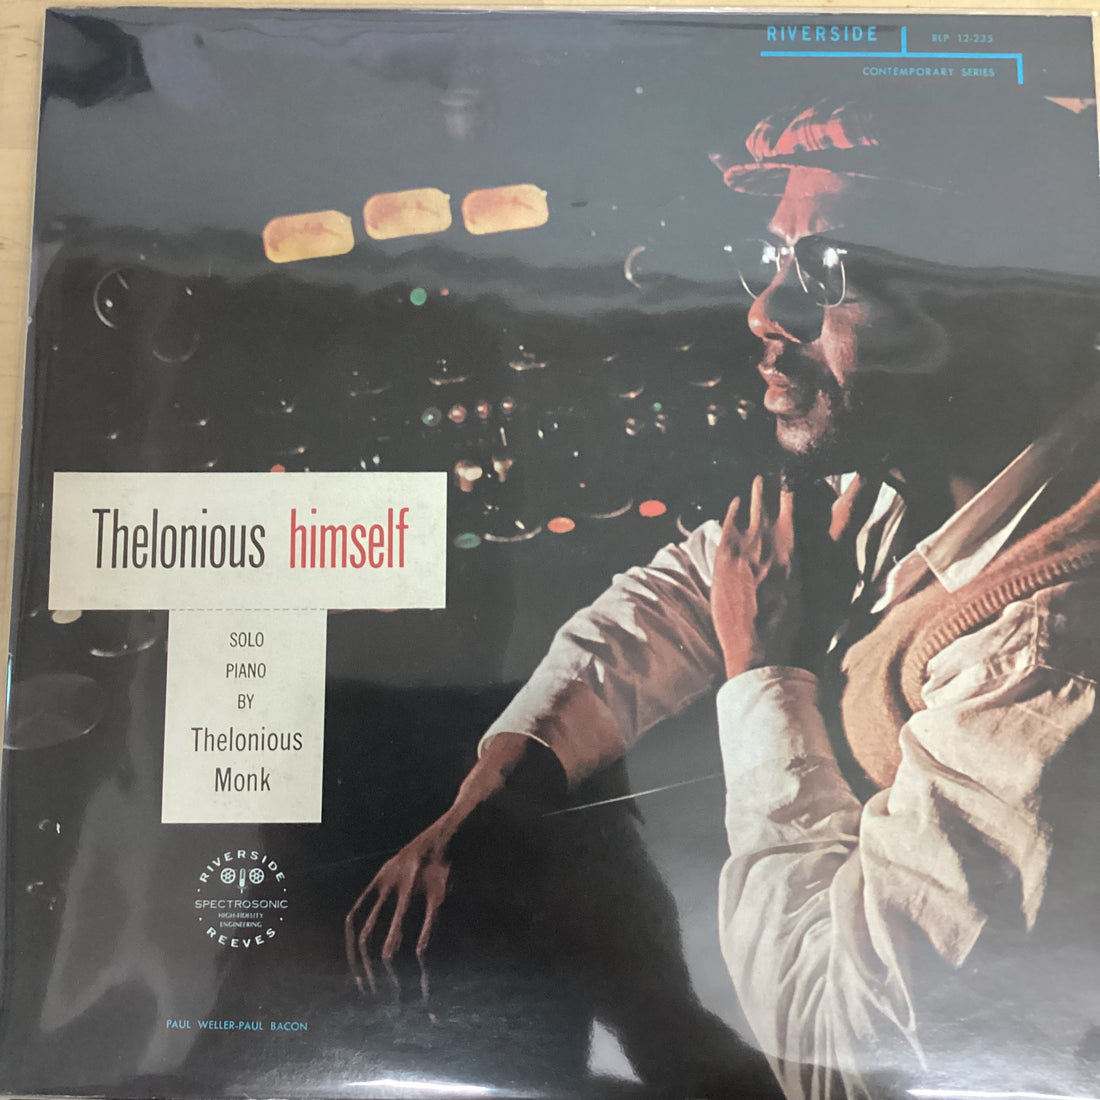 RIVERSIDE
RLP 12-235
CONTEMPORARY SERIES
Thelonious himself
SOLO
PIANO
BY
Thelonious
Monk
RIVERSIDE
SPECTROSONIC
HIGH-FIDELITY
ENGINEERING
REEVES
PAUL WELLER-PAUL BACON